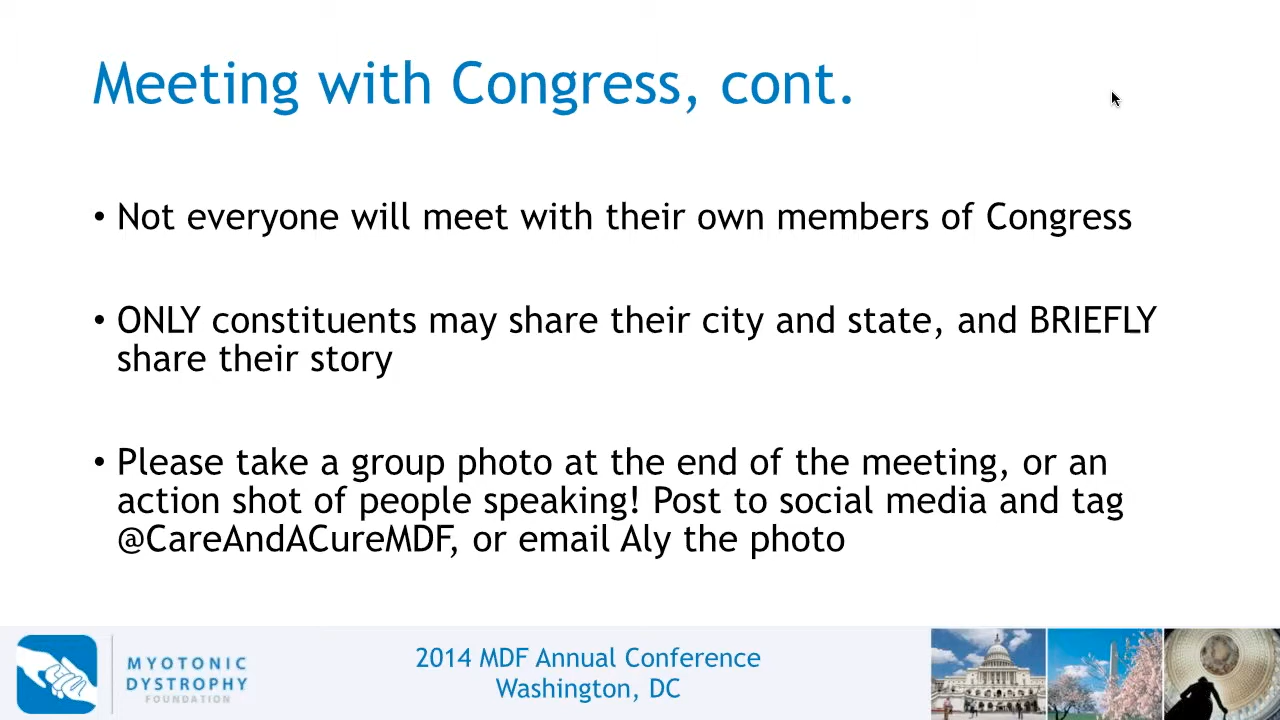 Meeting with Congress, cont.
• Not everyone will meet with their own members of Congress
• ONLY constituents may share their city and state, and BRIEFLY
share their story
• Please take a group photo at the end of the meeting, or an
action shot of people speaking! Post to social media and tag
@CareAndACureMDF, or email Aly the photo
MYOTONIC
DYSTROPHY
FOUNDATION
2014 MDF Annual Conference
Washington, DC